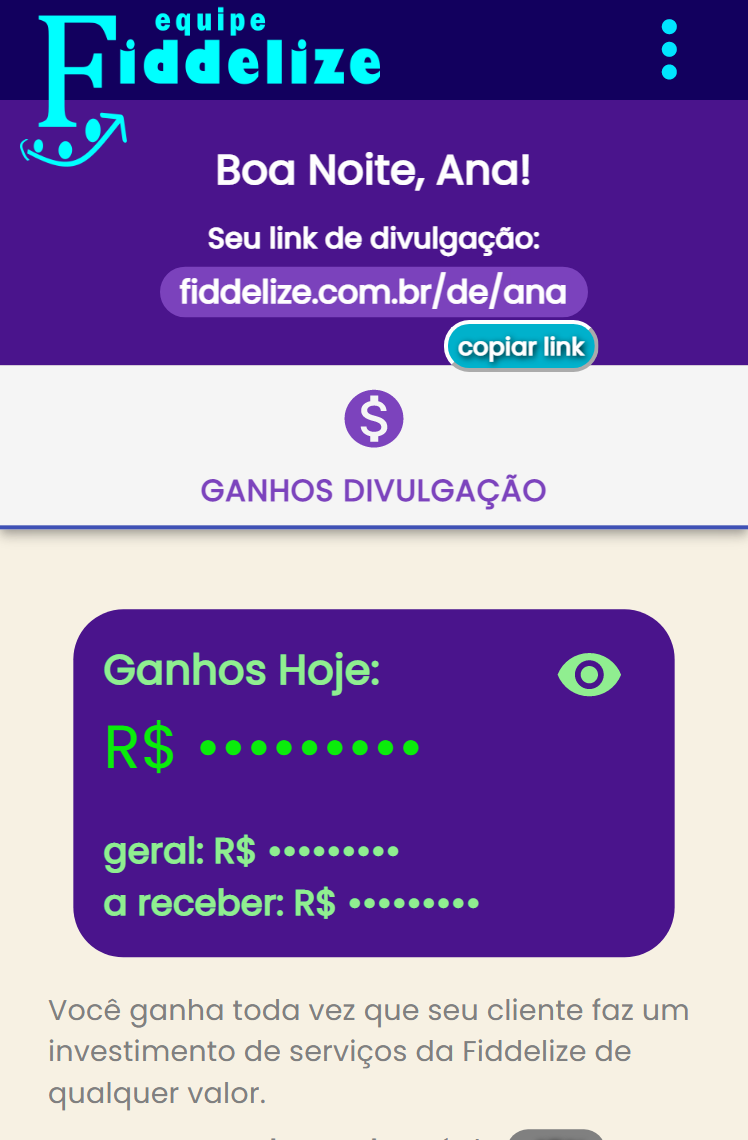 equipe
Fiddelize
Boa Noite, Ana!
Seu link de divulgação:
fiddelize.com.br/de/ana
copiar link
GANHOS DIVULGAÇÃO
Ganhos Hoje:
R$ •••••••••
geral: R$ •••••••••
a receber: R$ •••••••••
Você ganha toda vez que seu cliente faz um
investimento de serviços da Fiddelize de
qualquer valor.